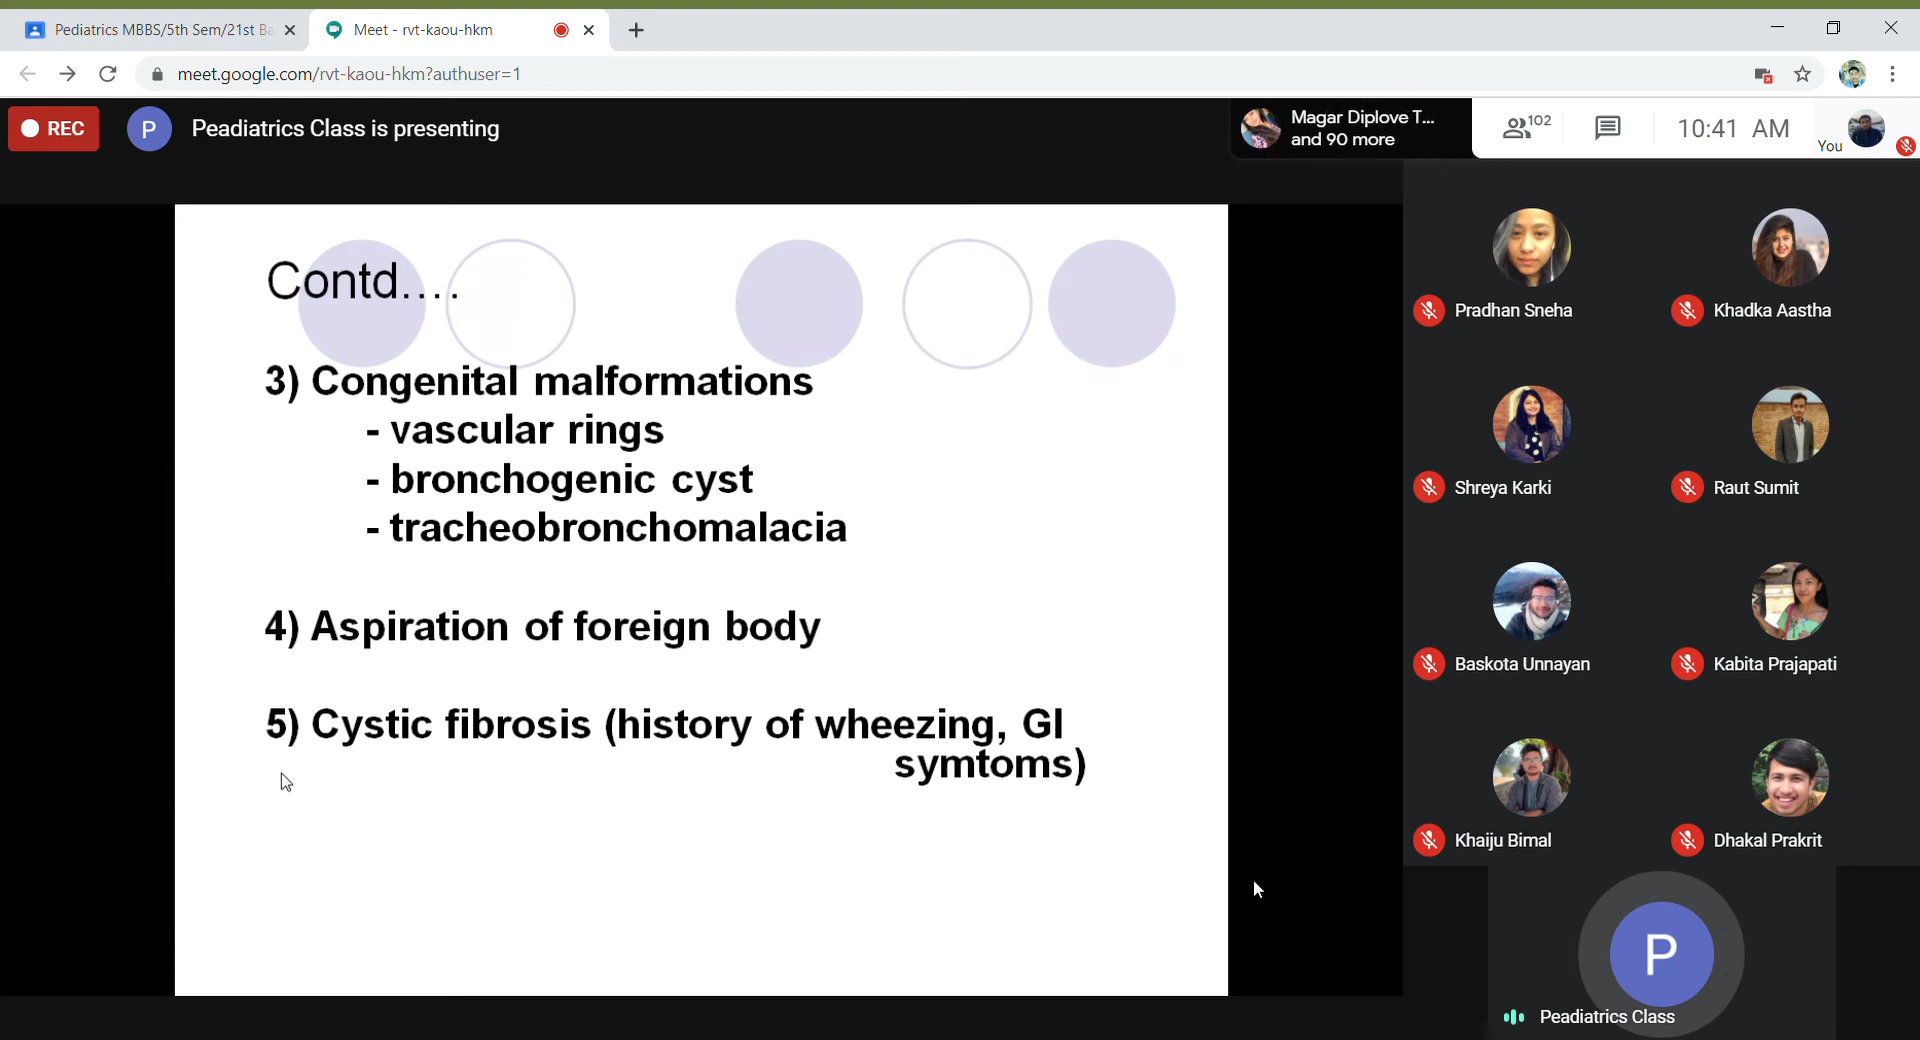 Pediatrics MBBS/5th Sem/21st Ba
Meet - rvt-kaou-hkm
meet.google.com/rvt-kaou-hkm?authuser=1
REC
P
Peadiatrics Class is presenting
Magar Diplove T...
and 90 more
102
10:41 AM
You
Contd....
3) Congenital malformations
- vascular rings
- bronchogenic cyst
- tracheobronchomalacia
4) Aspiration of foreign body
5) Cystic fibrosis (history of wheezing, GI
symtoms)
Pradhan Sneha
Khadka Aastha
Shreya Karki
Raut Sumit
Baskota Unnayan
Kabita Prajapati
Khaiju Bimal
Dhakal Prakrit
P
Peadiatrics Class